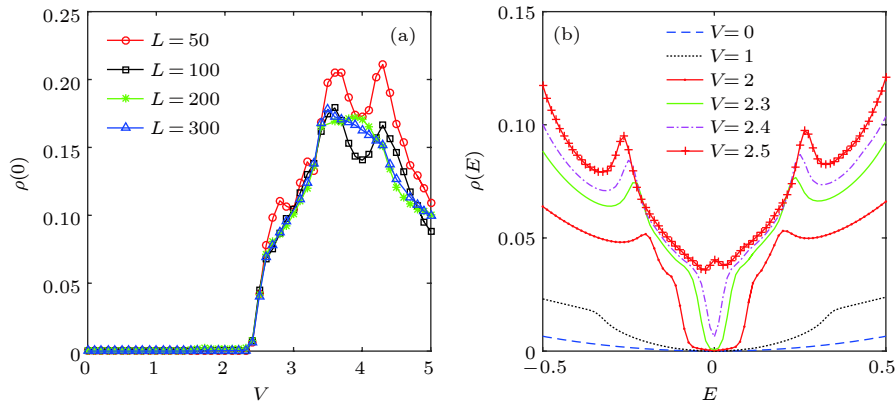 0.25
0.20
0.15
0.10
0.05
0
ρ(0)
0 1 2 3 4 5
V
(a)
L = 50
L = 100
L = 200
L = 300
0.15
0.10
0.05
0
ρ(E)
−0.5 0 0.5
E
(b)
V = 0
V = 1
V = 2
V = 2.3
V = 2.4
V = 2.5